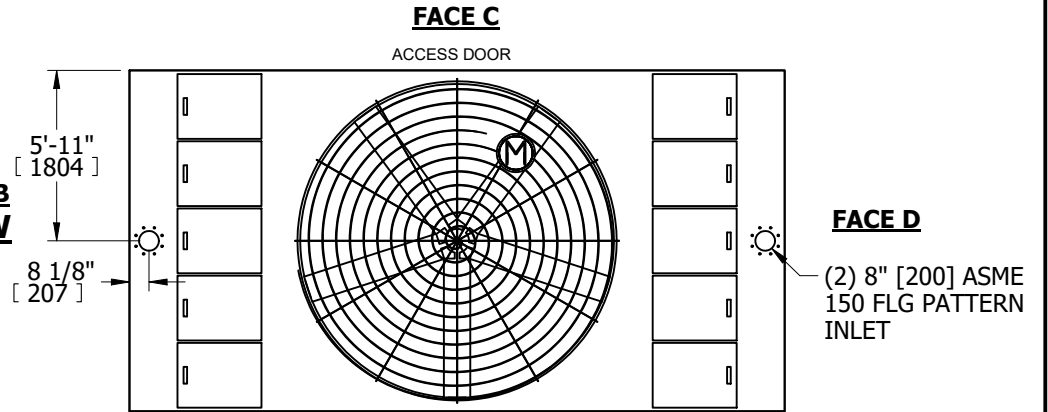 FACE C
ACCESS DOOR
5'-11"
[ 1804 ]
B
W
8 1/8"
[ 207 ]
M
FACE D
(2) 8" [200] ASME
150 FLG PATTERN
INLET